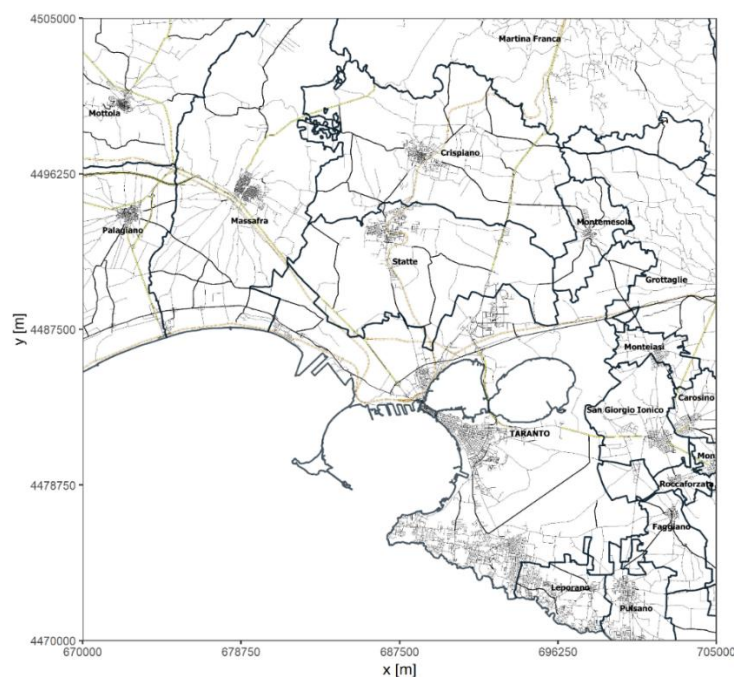 4505000
Martina Franca
Mottola
Crispiano
4496250
Palagiano
Massafra
Montemesola
Statte
Grottaglie
y [m]
4487500
Monteiasi
Carosino
San Giorgio Ionico
TARANTO
Mon
4478750
Roccaforzata
Faggiano
Leporano
Pulsano
4470000
670000 678750 687500 696250 705000
x [m]